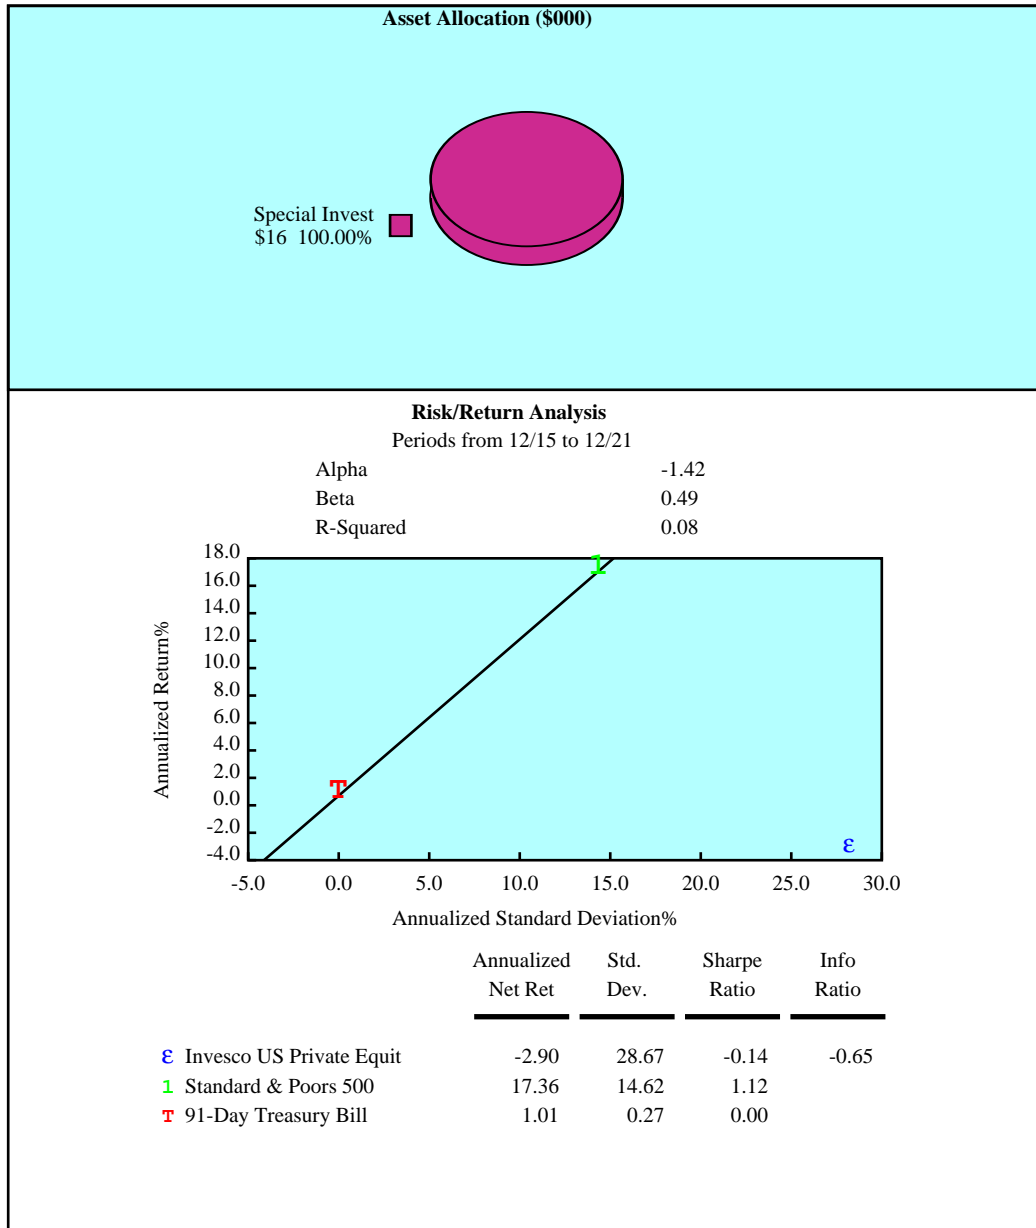 Asset Allocation ($000)
Special Invest
$16 100.00%
Risk/Return Analysis
Periods from 12/15 to 12/21
Alpha -1.42
Beta 0.49
R-Squared 0.08
18.0
16.0
14.0
12.0
10.0
8.0
6.0
4.0
2.0
0.0
-2.0
-4.0
Annualized Return%
1
T
ε
-5.0 0.0 5.0 10.0 15.0 20.0 25.0 30.0
Annualized Standard Deviation%
Annualized Std. Sharpe Info
Net Ret Dev. Ratio Ratio
ε Invesco US Private Equit -2.90 28.67 -0.14 -0.65
1 Standard & Poors 500 17.36 14.62 1.12
T 91-Day Treasury Bill 1.01 0.27 0.00